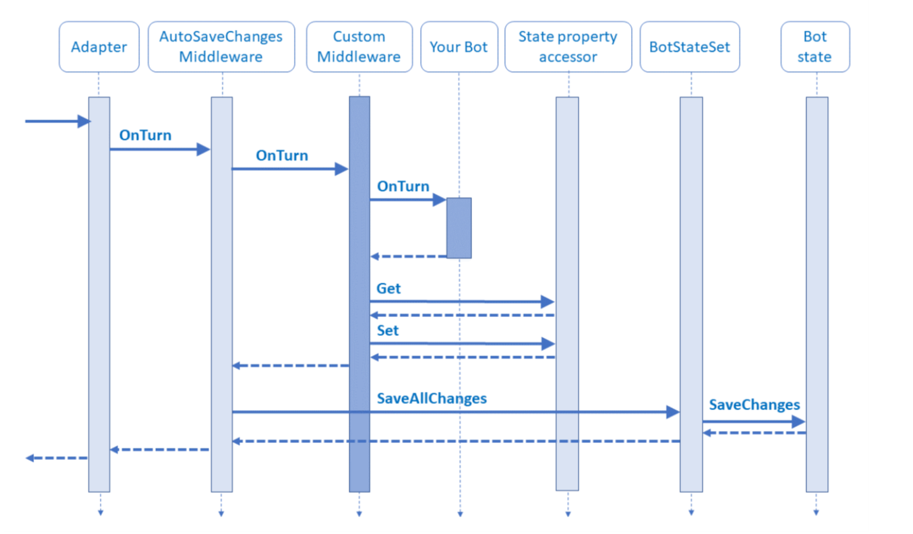 Adapter
AutoSaveChanges
Middleware
Custom
Middleware
Your Bot
State property
accessor
BotStateSet
Bot
state
OnTurn
OnTurn
OnTurn
Get
Set
SaveAllChanges
SaveChanges